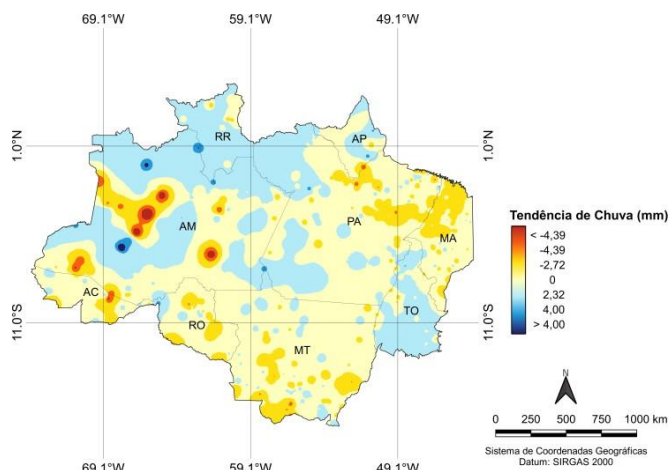 69.1°W 59.1°W 49.1°W
1.0°N 1.0°N
RR
AP
AM
PA
MA
AC
RO
TO
MT
11.0°S 11.0°S
69.1°W 59.1°W 49.1°W
Tendência de Chuva (mm)
< -4,39
-4,39
-2,72
0
2,32
> 4,00
N
0 250 500 750 1000 km
Sistema de Coordenadas Geográficas
Datum: SIRGAS 2000